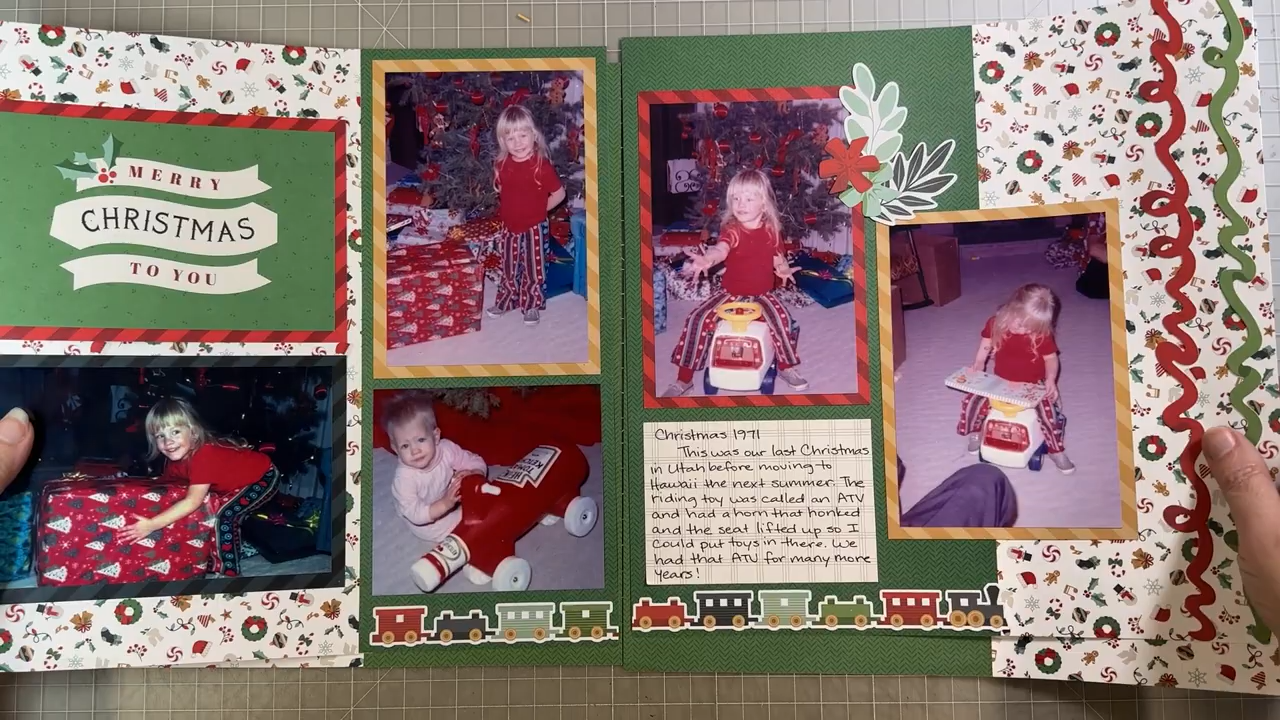 MERRY
CHRISTMAS
TO YOU
Christmas 1971
This was our last Christmas
in Utah before moving to
Hawaii the next summer. The
riding toy was called an ATV
and had a horn that honked
and the seat lifted up so I
could put toys in there. We
had that ATV for many more
years!